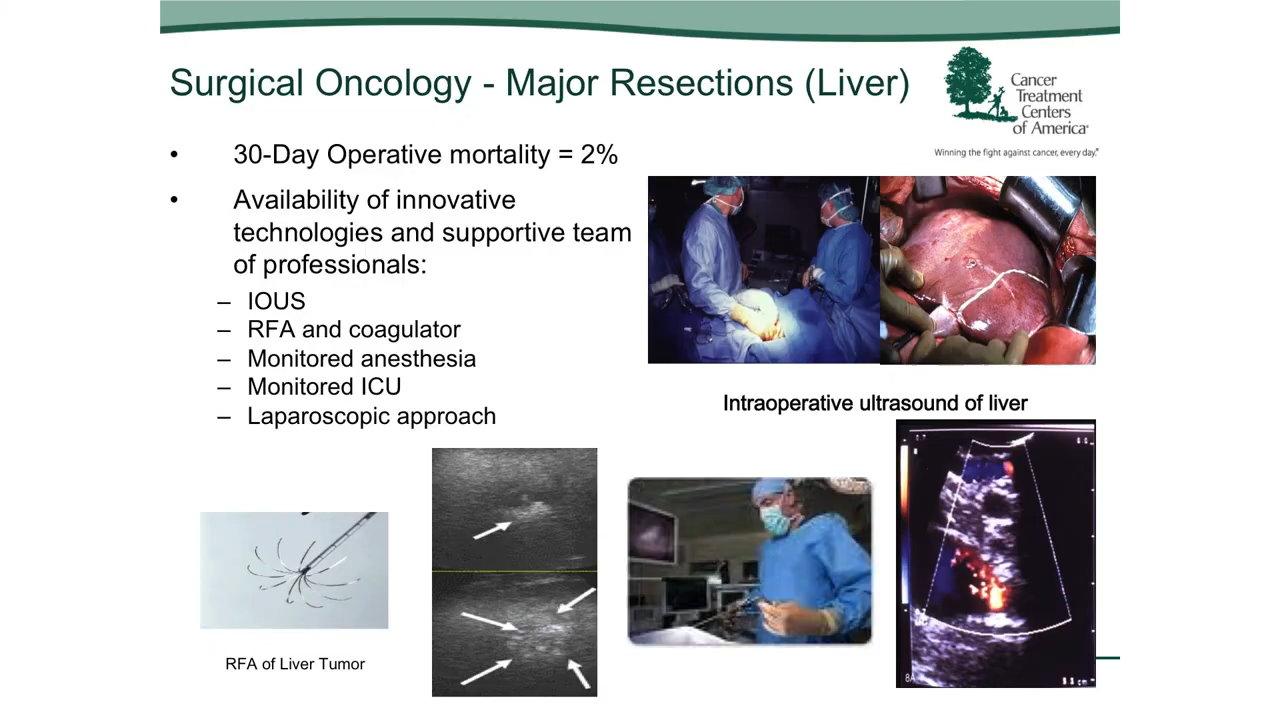 Surgical Oncology - Major Resections (Liver)
Cancer
Treatment
Centers
of America®
Winning the fight against cancer, every day.®
• 30-Day Operative mortality = 2%
• Availability of innovative
technologies and supportive team
of professionals:
– IOUS
– RFA and coagulator
– Monitored anesthesia
– Monitored ICU
– Laparoscopic approach
Intraoperative ultrasound of liver
RFA of Liver Tumor